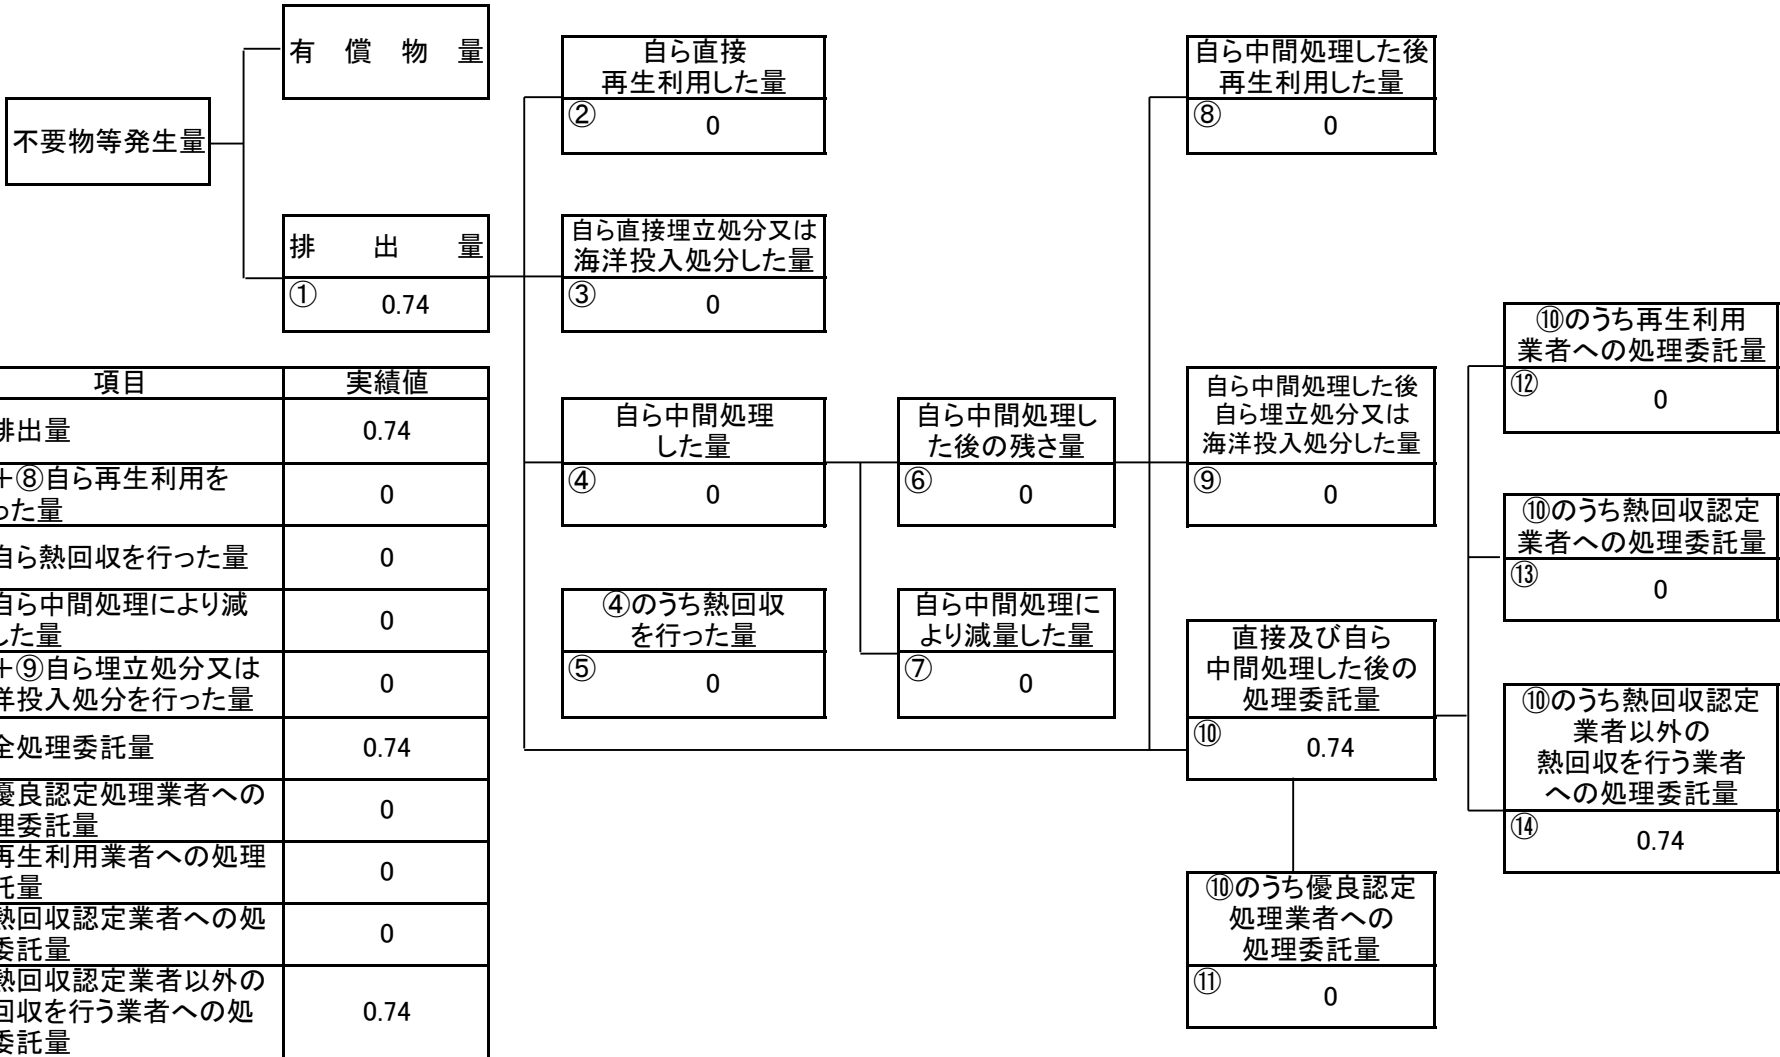 有 償 物 量
不要物等発生量
排 出 量
① 0.74
自ら直接
再生利用した量
② 0
自ら直接埋立処分又は
海洋投入処分した量
③ 0
自ら中間処理
した量
④ 0
④のうち熱回収
を行った量
⑤ 0
自ら中間処理し
た後の残さ量
⑥ 0
自ら中間処理に
より減量した量
⑦ 0
自ら中間処理した後
再生利用した量
⑧ 0
自ら中間処理した後
自ら埋立処分又は
海洋投入処分した量
⑨ 0
直接及び自ら
中間処理した後の
処理委託量
⑩ 0.74
⑩のうち優良認定
処理業者への
処理委託量
⑪ 0
⑩のうち再生利用
業者への処理委託量
⑫ 0
⑩のうち熱回収認定
業者への処理委託量
⑬ 0
⑩のうち熱回収認定
業者以外の
熱回収を行う業者
への処理委託量
⑭ 0.74
項目 実績値
排出量 0.74
+⑧自ら再生利用を
った量 0
自ら熱回収を行った量 0
自ら中間処理により減
した量 0
+⑨自ら埋立処分又は
洋投入処分を行った量 0
全処理委託量 0.74
優良認定処理業者への
理委託量 0
再生利用業者への処理
託量 0
熱回収認定業者への処
委託量 0
熱回収認定業者以外の
回収を行う業者への処
委託量 0.74